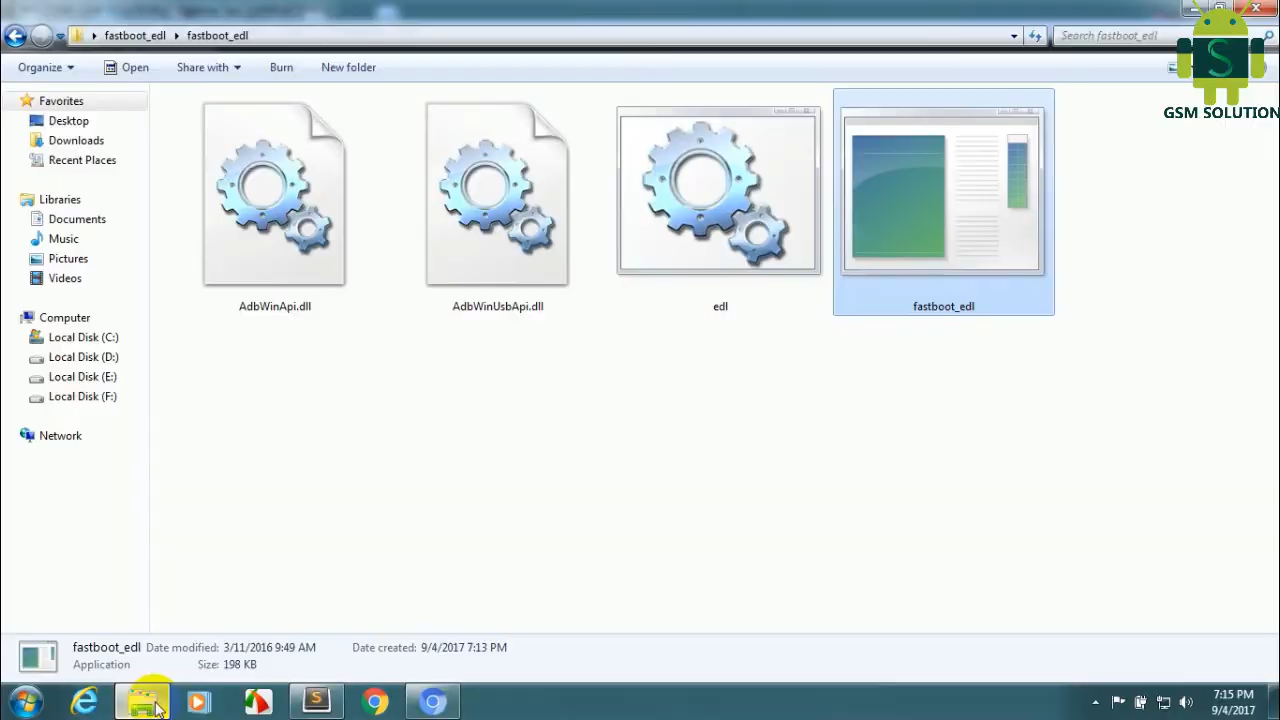 fastboot_edl fastboot_edl Search fastboot_edl
Organize Open Share with Burn New folder
S
GSM SOLUTION
Favorites
Desktop
Downloads
Recent Places
Libraries
Documents
Music
Pictures
Videos
Computer
Local Disk (C:)
Local Disk (D:)
Local Disk (E:)
Local Disk (F:)
Network
AdbWinApi.dll
AdbWinUsbApi.dll
edl
fastboot_edl
fastboot_edl Date modified: 3/11/2016 9:49 AM Date created: 9/4/2017 7:13 PM
Application Size: 198 KB
S
7:15 PM
9/4/2017